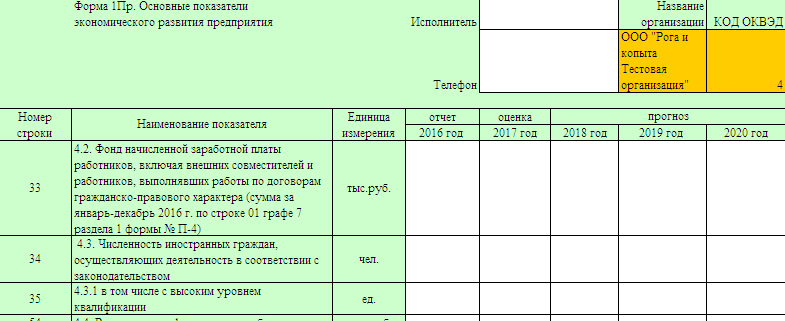 Форма 1Пр. Основные показатели
экономического развития предприятия
Исполнитель
Название
организации
КОД ОКВЭД
ООО "Рога и
копыта
Тестовая
организация"
4
Телефон
Номер
строки
Наименование показателя
Единица
измерения
отчет
оценка
прогноз
2016 год
2017 год
2018 год
2019 год
2020 год
33
4.2. Фонд начисленной заработной платы
работников, включая внешних совместителей и
работников, выполнявших работы по договорам
гражданско-правового характера (сумма за
январь-декабрь 2016 г. по строке 01 графе 7
раздела 1 формы № П-4)
тыс.руб.
34
4.3. Численность иностранных граждан,
осуществляющих деятельность в соответствии с
законодательством
чел.
35
4.3.1 в том числе с высоким уровнем
квалификации
ед.